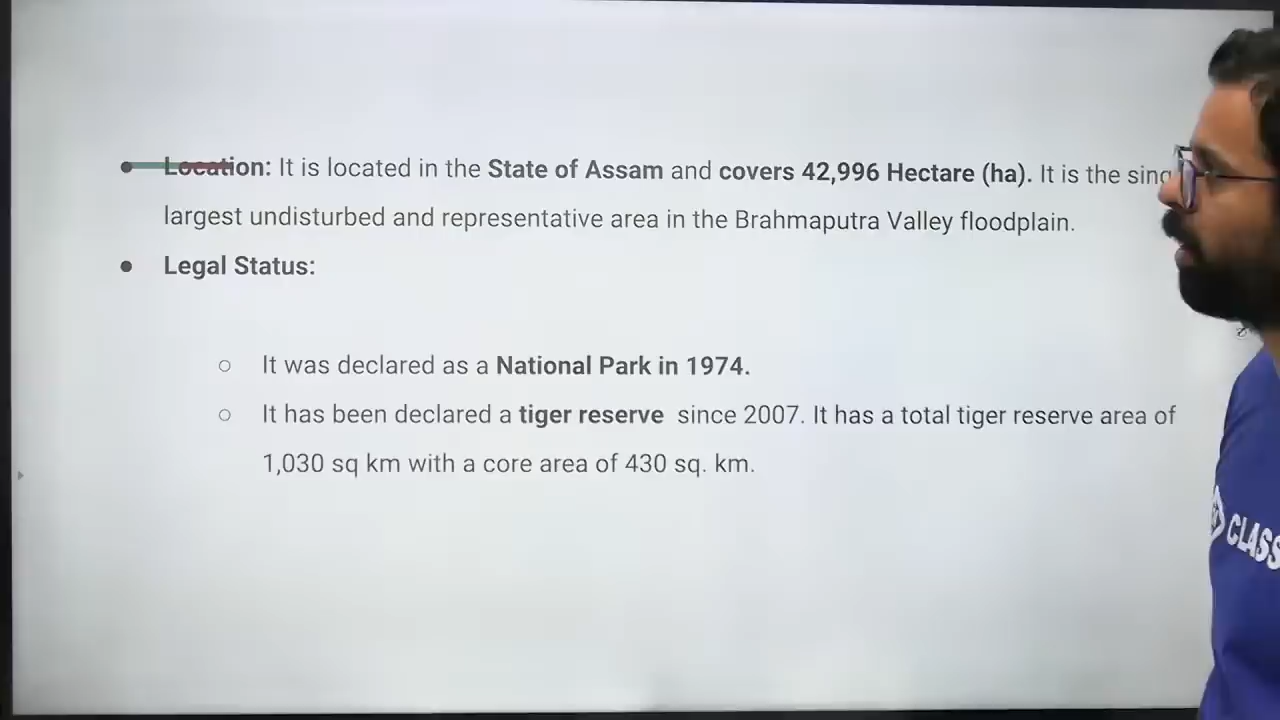 Location: It is located in the State of Assam and covers 42,996 Hectare (ha). It is the
largest undisturbed and representative area in the Brahmaputra Valley floodplain.
Legal Status:
It was declared as a National Park in 1974.
It has been declared a tiger reserve since 2007. It has a total tiger reserve area of
1,030 sq km with a core area of 430 sq. km.